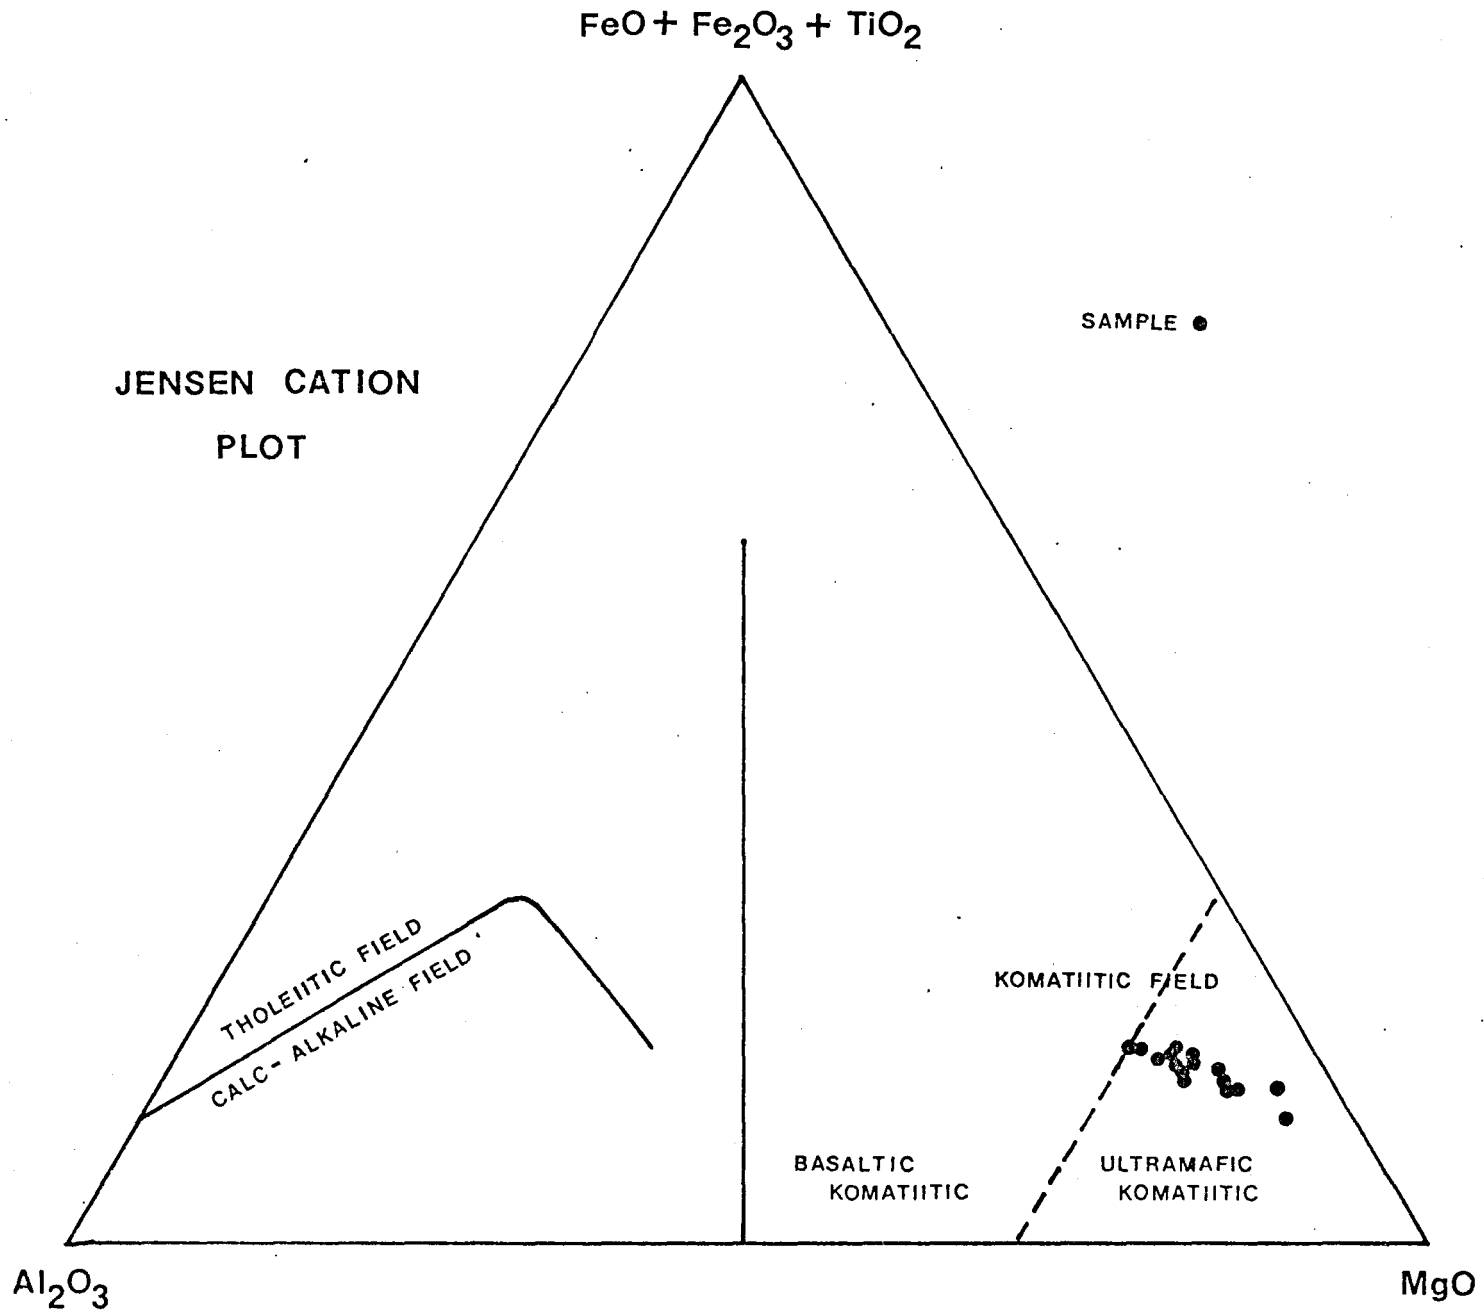 FeO + Fe₂O₃ + TiO₂
SAMPLE
JENSEN CATION
PLOT
THOLEIITIC FIELD
CALC - ALKALINE FIELD
KOMATIITIC FIELD
BASALTIC
KOMATIITIC
ULTRAMAFIC
KOMATIITIC
Al₂O₃
MgO